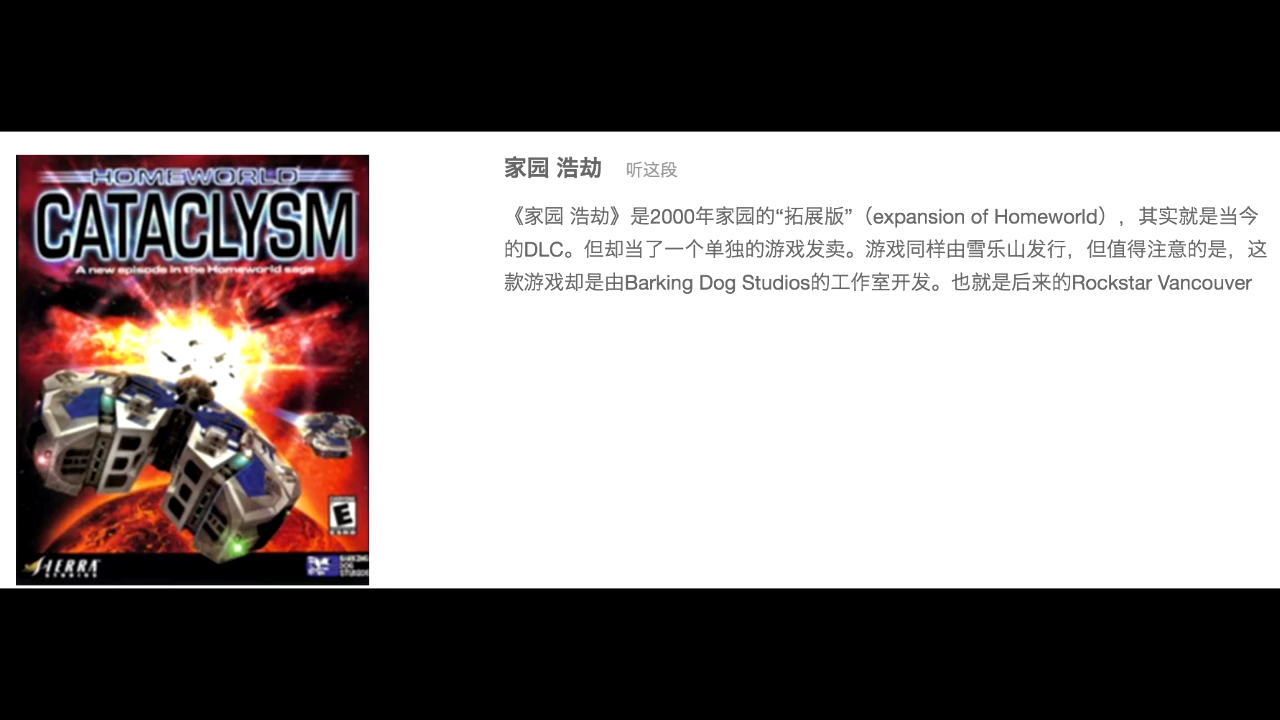 HOMEWORLD
CATACLYSM
A new episode in the Homeworld saga
E
SIERRA
STUDIOS
BARKING
DOG
STUDIOS
家园 浩劫 听这段
《家园 浩劫》是2000年家园的“拓展版”（expansion of Homeworld），其实就是当今
的DLC。但却当了一个单独的游戏发卖。游戏同样由雪乐山发行，但值得注意的是，这
款游戏却是由Barking Dog Studios的工作室开发。也就是后来的Rockstar Vancouver